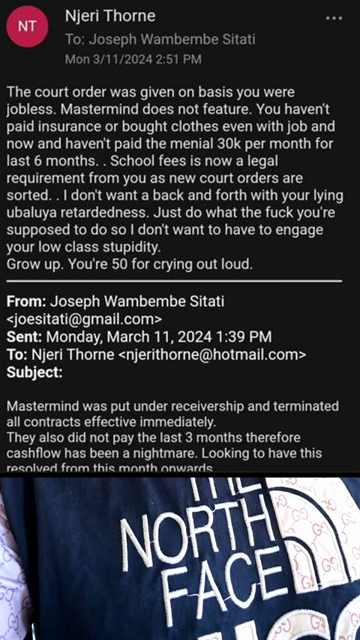 NT
Njeri Thorne
To: Joseph Wambembe Sitati
Mon 3/11/2024 2:51 PM
The court order was given on basis you were
jobless. Mastermind does not feature. You haven't
paid insurance or bought clothes even with job and
now and haven't paid the menial 30k per month for
last 6 months. . School fees is now a legal
requirement from you as new court orders are
sorted. . I don't want a back and forth with your lying
ubaluya retardedness. Just do what the fuck you're
supposed to do so I don't want to have to engage
your low class stupidity.
Grow up. You're 50 for crying out loud.
From: Joseph Wambembe Sitati
<joesitati@gmail.com>
Sent: Monday, March 11, 2024 1:39 PM
To: Njeri Thorne <njerithorne@hotmail.com>
Subject:
Mastermind was put under receivership and terminated
all contracts effective immediately.
They also did not pay the last 3 months therefore
cashflow has been a nightmare. Looking to have this
resolved from this month onwards
THE
NORTH
FACE